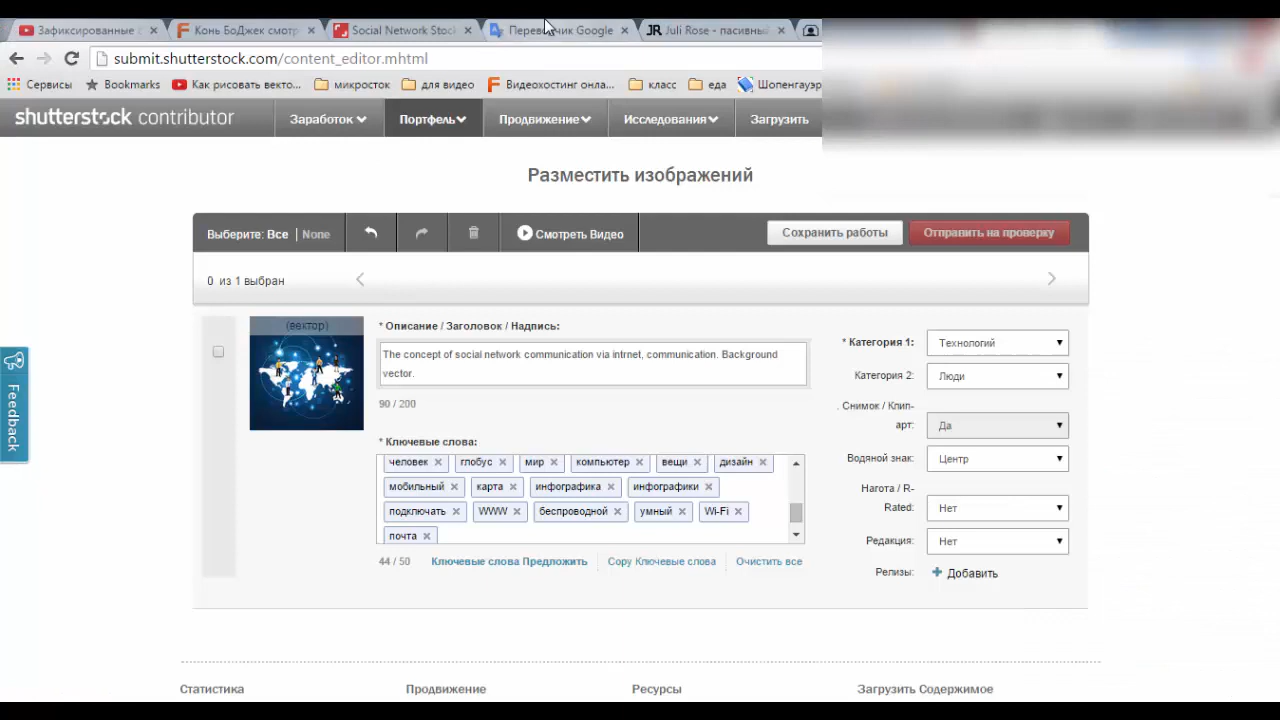 Зафиксированные
Конь БоДжек смотр
Social Network Stock
Переводчик Google
Juli Rose - пасивный
submit.shutterstock.com/content_editor.mhtml
Сервисы
Bookmarks
Как рисовать векто...
микросток
для видео
Видеохостинг онла...
класс
еда
Шопенгауэр
shutterstock contributor
Заработок
Портфель
Продвижение
Исследования
Загрузить
Разместить изображений
Выберите: Все | None
Смотреть Видео
Сохранить работы
Отправить на проверку
0 из 1 выбран
(вектор)
* Описание / Заголовок / Надпись:
The concept of social network communication via intrnet, communication. Background
vector.
90 / 200
* Ключевые слова:
человек
глобус
мир
компьютер
вещи
дизайн
мобильный
карта
инфографика
инфографики
подключать
WWW
беспроводной
умный
Wi-Fi
почта
44 / 50
Ключевые слова Предложить
Copy Ключевые слова
Очистить все
* Категория 1:
Технологий
Категория 2:
Люди
. Снимок / Клип-
арт:
Да
Водяной знак:
Центр
Нагота / R-
Rated:
Нет
Редакция:
Нет
Релизы:
+ Добавить
Feedback
Статистика
Продвижение
Ресурсы
Загрузить Содержимое